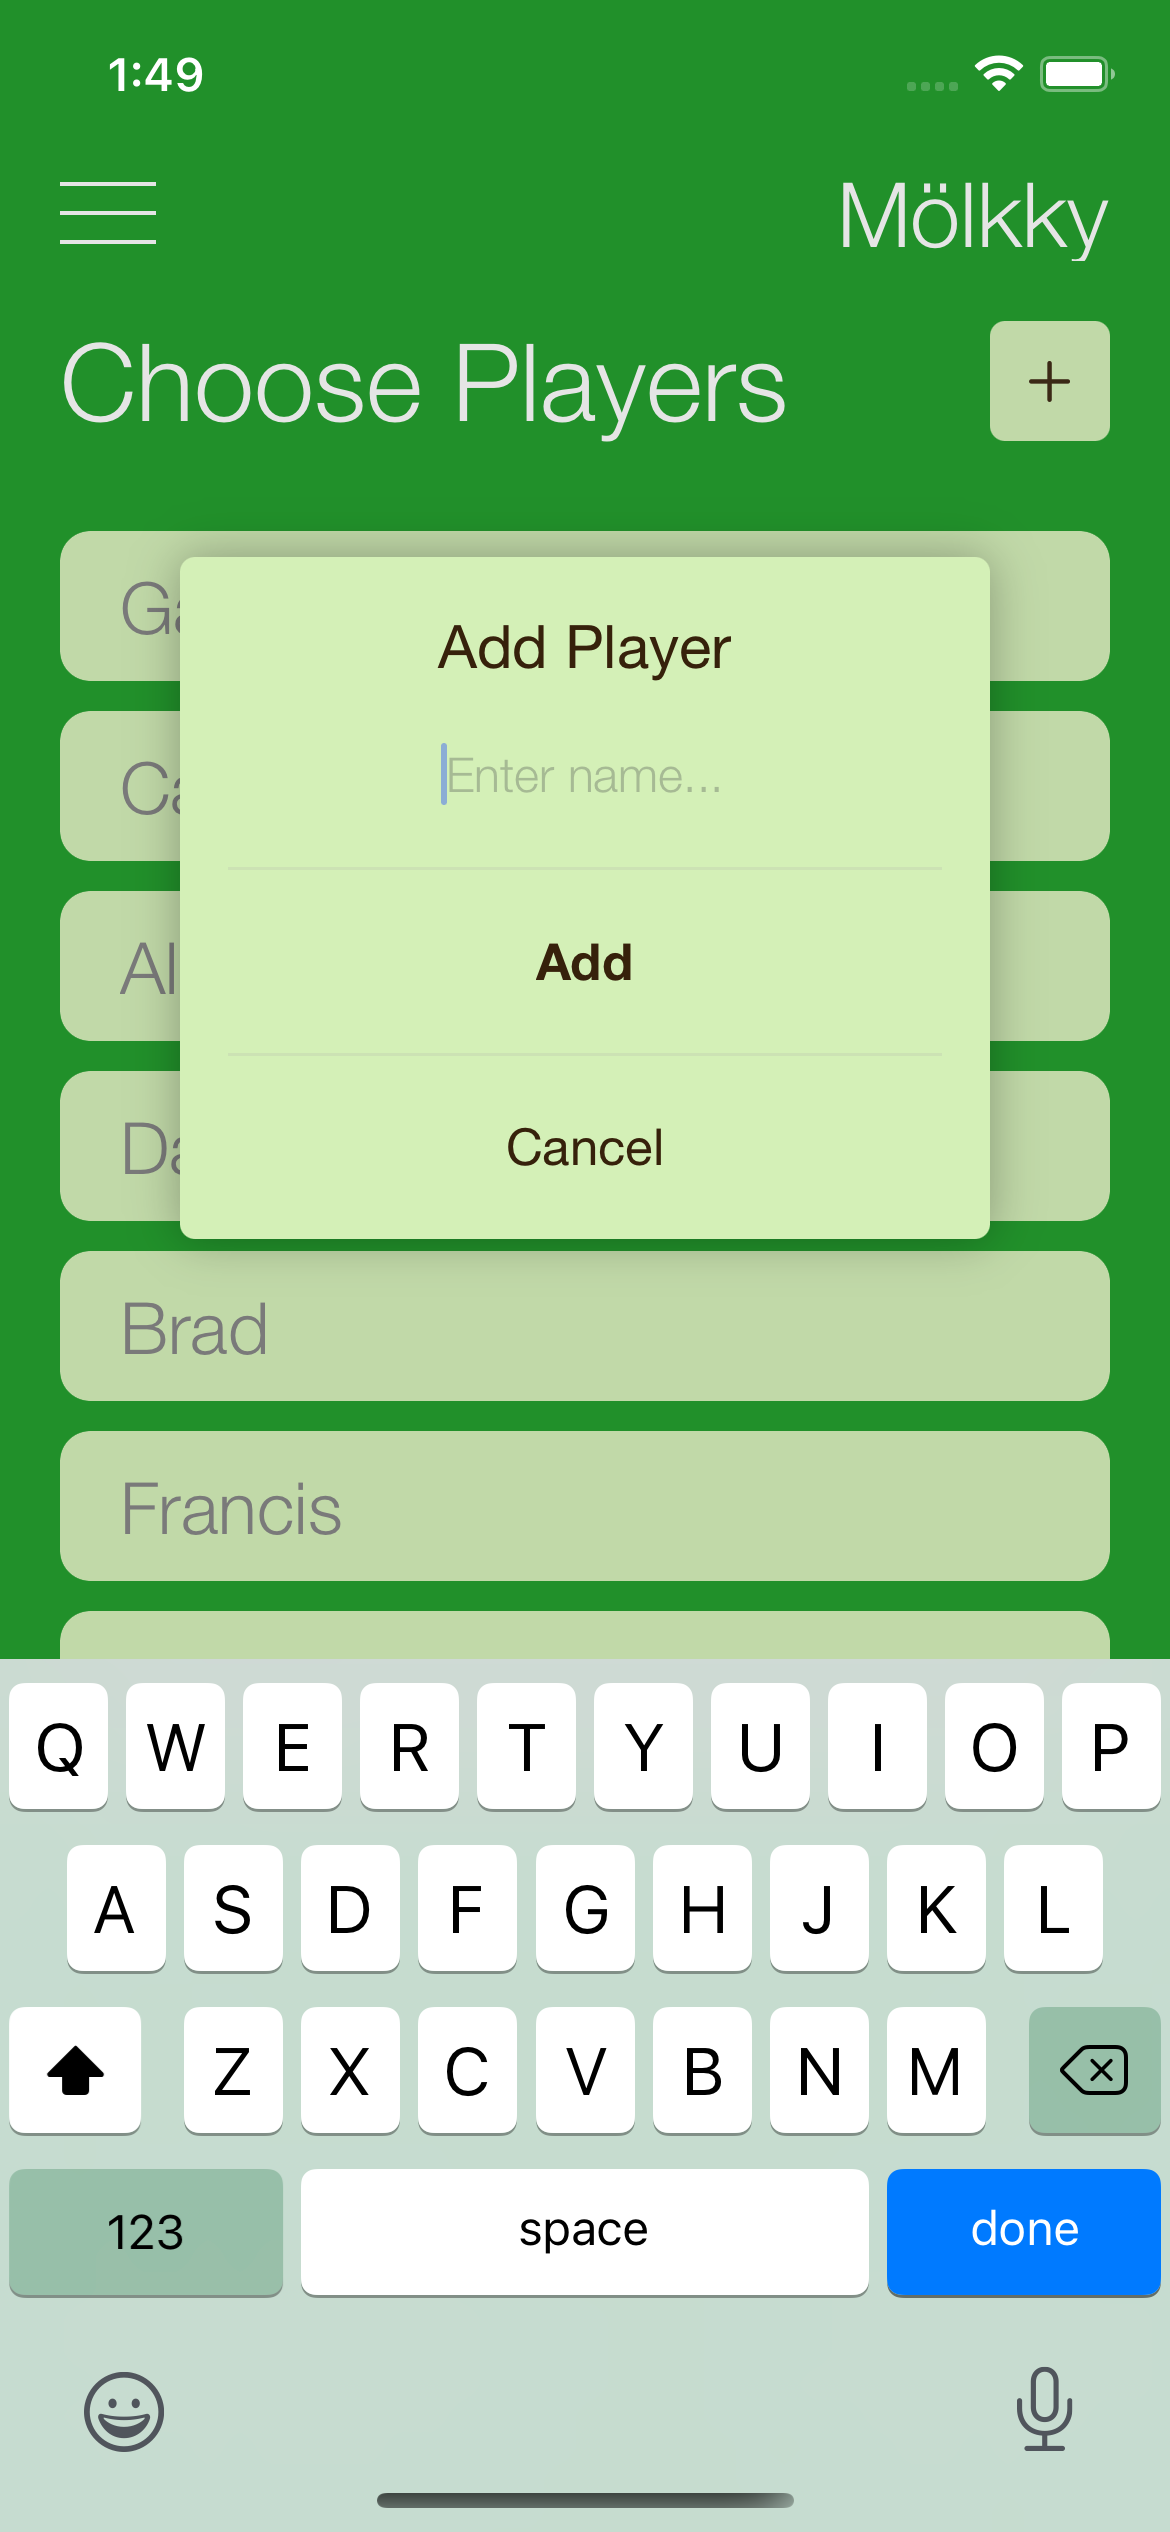 1:49
Mölkky
Choose Players
+
Ga
Add Player
Enter name...
Ca
Al
Add
Da
Cancel
Brad
Francis
Q W E R T Y U I O P
A S D F G H J K L
Z X C V B N M
123 space done